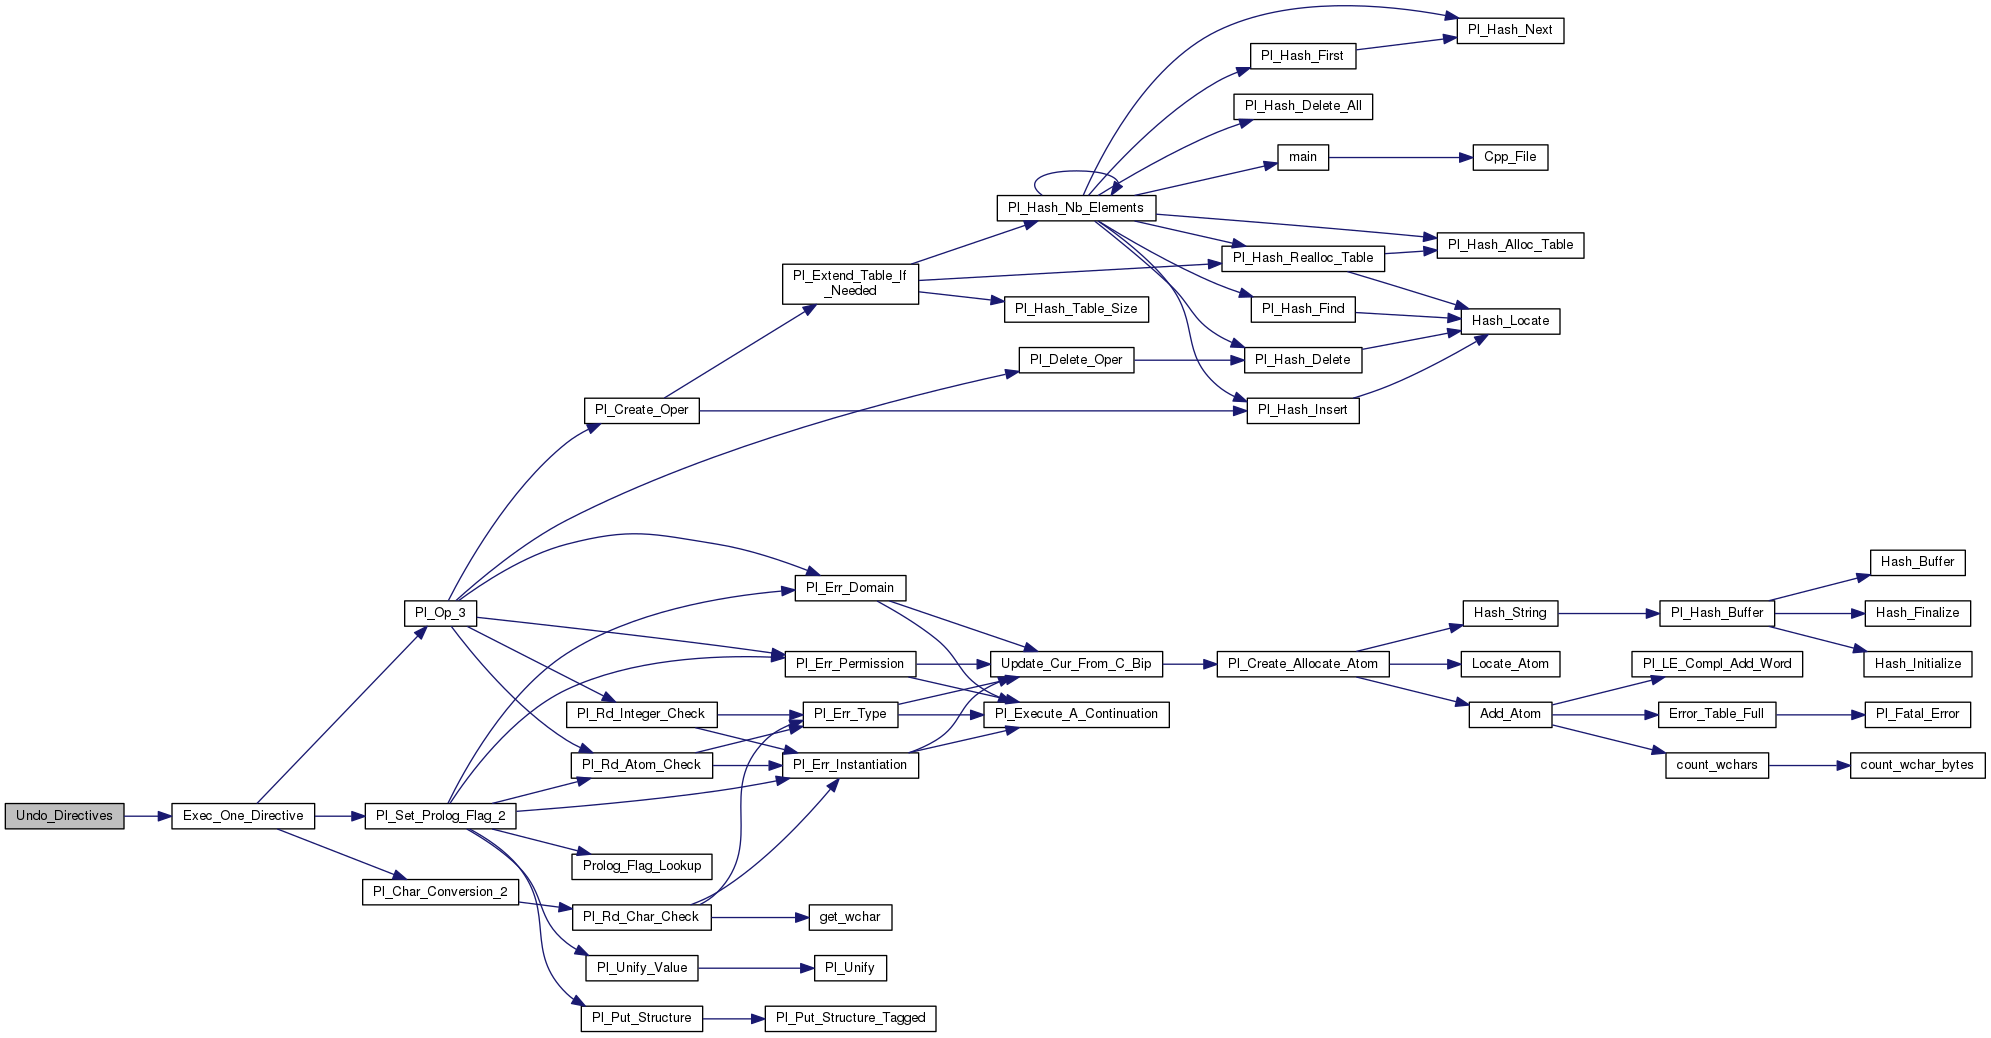 Pl_Hash_Next
Pl_Hash_First
Pl_Hash_Delete_All
main
Cpp_File
Pl_Hash_Nb_Elements
Pl_Hash_Alloc_Table
Pl_Hash_Realloc_Table
Pl_Extend_Table_If
_Needed
Pl_Hash_Table_Size
Pl_Hash_Find
Hash_Locate
Pl_Delete_Oper
Pl_Hash_Delete
Pl_Create_Oper
Pl_Hash_Insert
Hash_Buffer
Pl_Err_Domain
Pl_Op_3
Hash_String
Pl_Hash_Buffer
Hash_Finalize
Pl_Err_Permission
Update_Cur_From_C_Bip
Pl_Create_Allocate_Atom
Locate_Atom
Pl_LE_Compl_Add_Word
Hash_Initialize
Pl_Rd_Integer_Check
Pl_Err_Type
Pl_Execute_A_Continuation
Add_Atom
Error_Table_Full
Pl_Fatal_Error
Pl_Rd_Atom_Check
Pl_Err_Instantiation
count_wchars
count_wchar_bytes
Undo_Directives
Exec_One_Directive
Pl_Set_Prolog_Flag_2
Prolog_Flag_Lookup
Pl_Char_Conversion_2
Pl_Rd_Char_Check
get_wchar
Pl_Unify_Value
Pl_Unify
Pl_Put_Structure
Pl_Put_Structure_Tagged